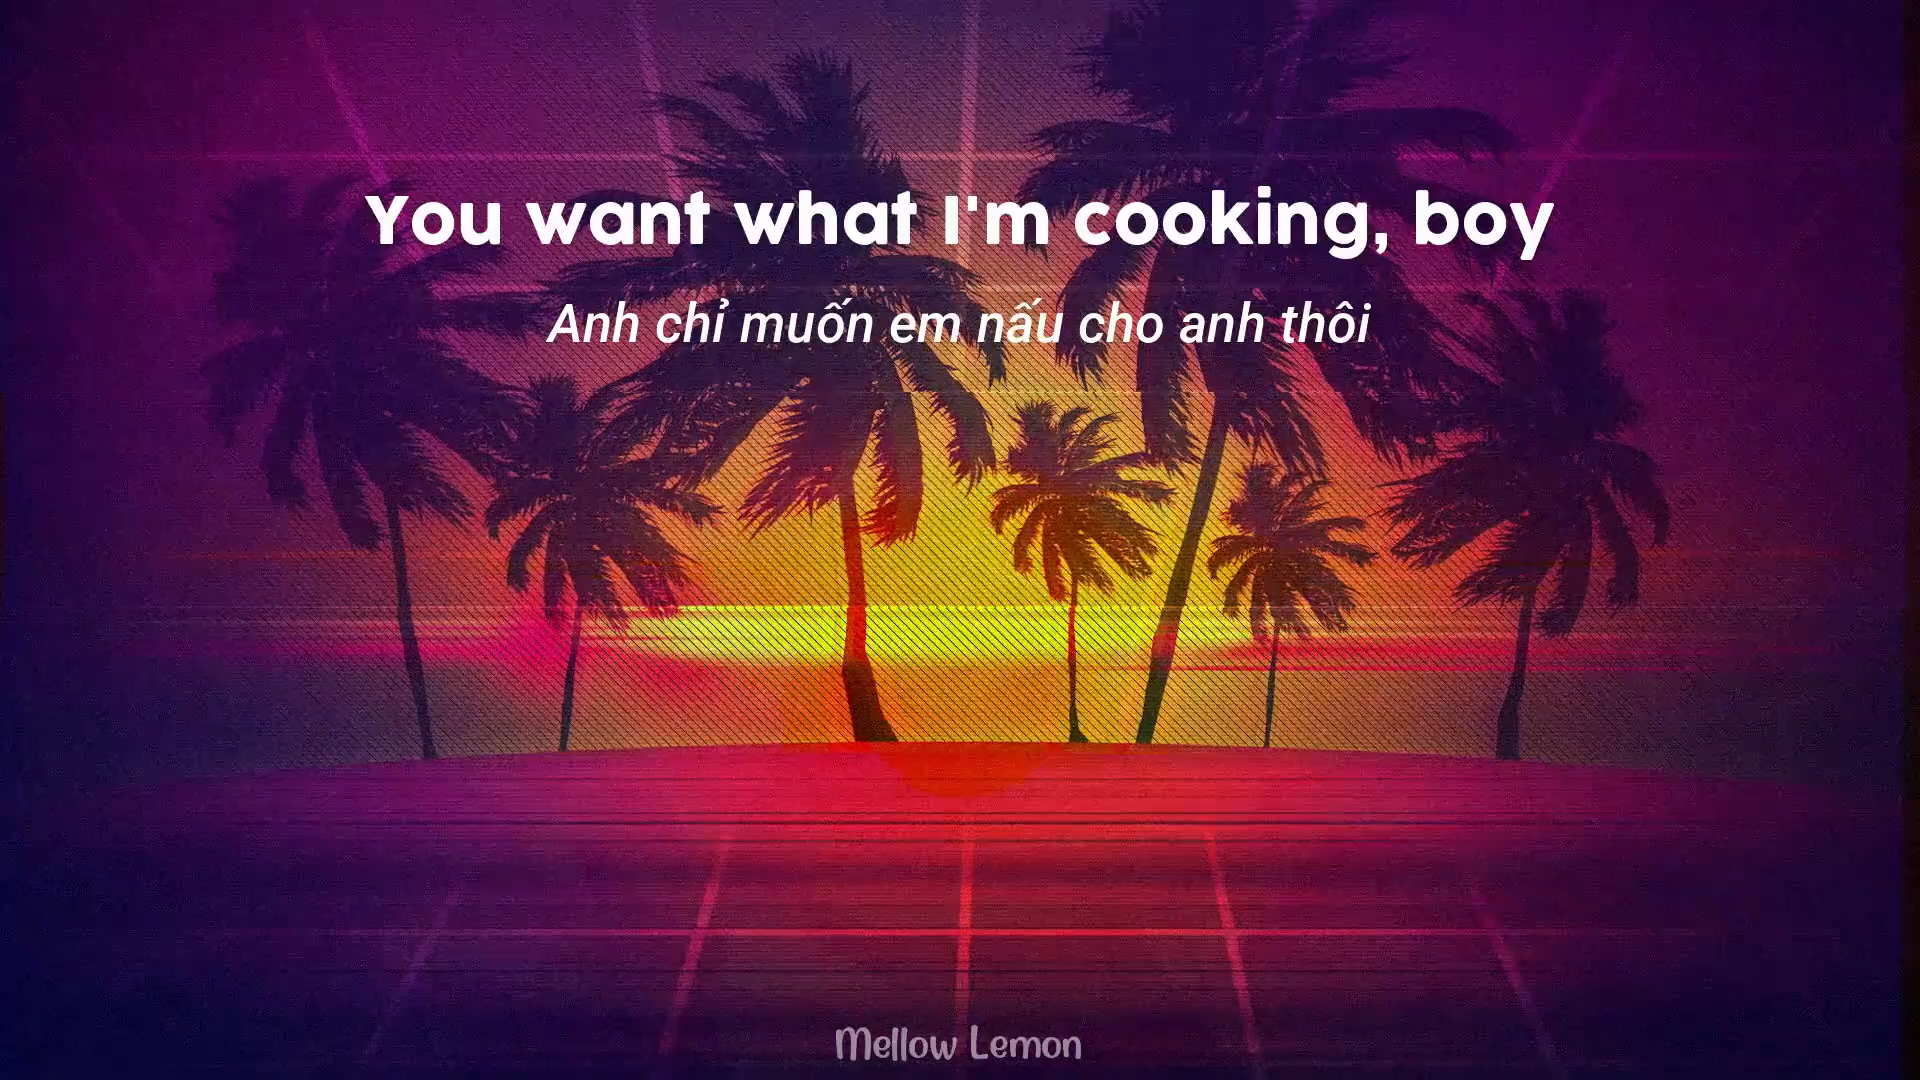 You want what I'm cooking, boy
Anh chỉ muốn em nấu cho anh thôi
Mellow Lemon